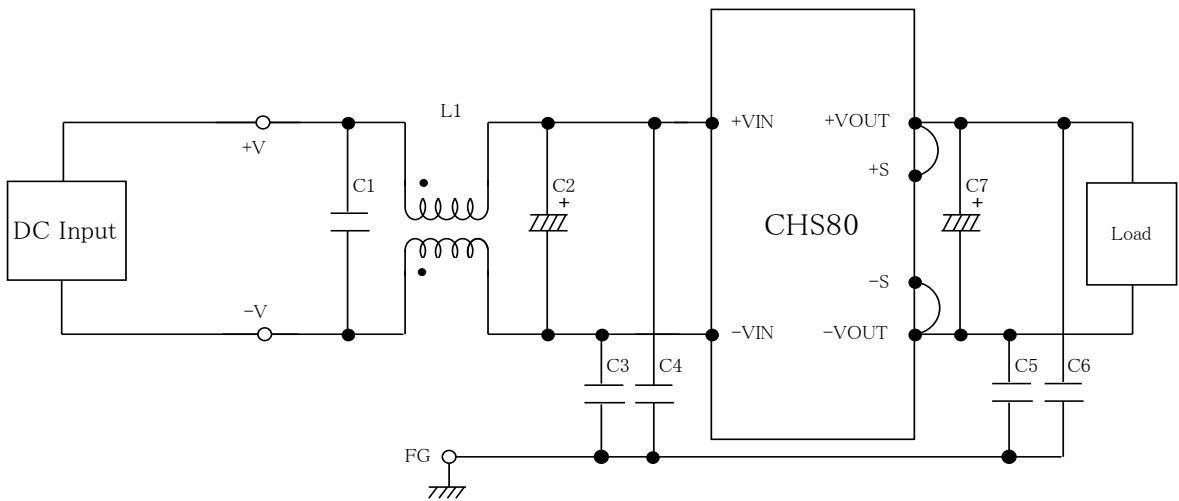 L1
+VIN
+VOUT
+V
+S
C1
C2
+
C7
+
DC Input
CHS80
Load
−S
−V
−VIN
−VOUT
C3
C4
C5
C6
FG